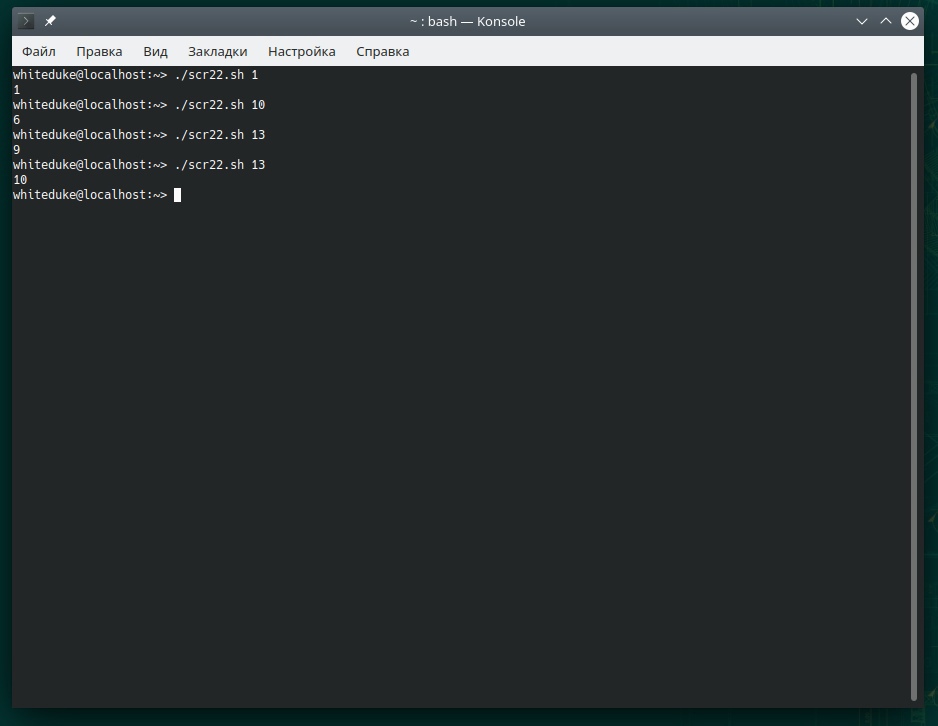 ~ : bash — Konsole
Файл Правка Вид Закладки Настройка Справка
whiteduke@localhost:~> ./scr22.sh 1
1
whiteduke@localhost:~> ./scr22.sh 10
6
whiteduke@localhost:~> ./scr22.sh 13
9
whiteduke@localhost:~> ./scr22.sh 13
10
whiteduke@localhost:~>